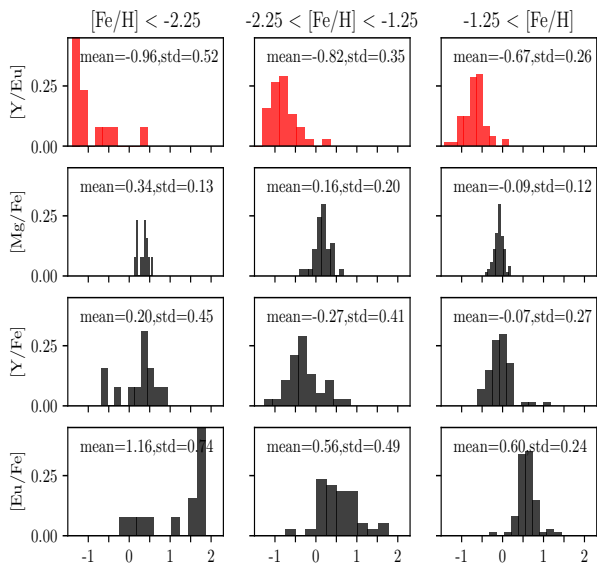 [Fe/H] < -2.25 -2.25 < [Fe/H] < -1.25 -1.25 < [Fe/H]
[Y/Eu] 0.25 0.00 mean=-0.96,std=0.52 mean=-0.82,std=0.35 mean=-0.67,std=0.26
[Mg/Fe] 0.25 0.00 mean=0.34,std=0.13 mean=0.16,std=0.20 mean=-0.09,std=0.12
[Y/Fe] 0.25 0.00 mean=0.20,std=0.45 mean=-0.27,std=0.41 mean=-0.07,std=0.27
[Eu/Fe] 0.25 0.00 mean=1.16,std=0.74 mean=0.56,std=0.49 mean=0.60,std=0.24
-1 0 1 2 -1 0 1 2 -1 0 1 2